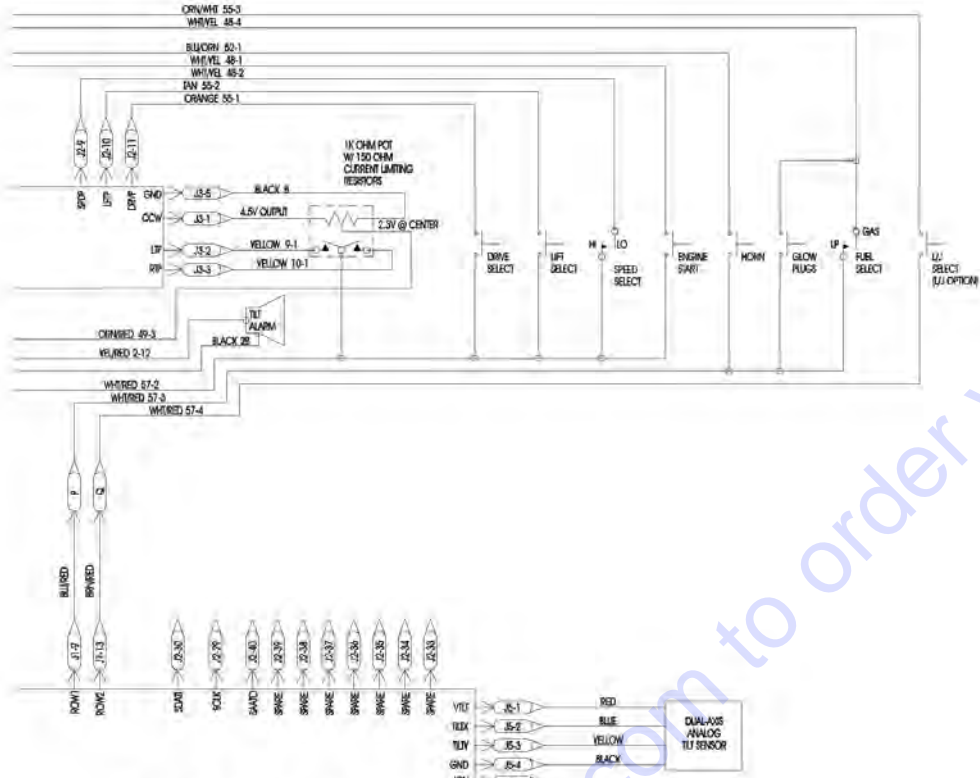 ORN/WHT 55-3
WHT/YEL 48-4
BLU/ORN 52-1
WHT/YEL 48-1
WHT/YEL 48-2
TAN 55-2
ORANGE 55-1
J2-9
J2-10
J2-11
DRVP
1K OHM POT
W/ 150 OHM
CURRENT LIMITING
RESISTORS
GND
J3-5
BLACK 8
J3-1
4.5V OUTPUT
2.3V @ CENTER
LTP
J3-2
YELLOW 9-1
RTP
J3-3
YELLOW 10-1
DRIVE
SELECT
LIFT
SELECT
HI
LO
SPEED
SELECT
ENGINE
START
HORN
GLOW
PLUGS
GAS
LP
FUEL
SELECT
SELECT
TILT
ALARM
ORN/RED 49-3
YEL/RED 2-12
BLACK 28
WHT/RED 57-2
WHT/RED 57-3
WHT/RED 57-4
P
Q
BLU/RED
BRN/RED
J1-13
J2-30
J2-29
J2-40
J2-39
J2-38
J2-37
J2-36
J2-35
J2-34
J2-33
ROW1
ROW2
SCLK
SPARE
SPARE
SPARE
SPARE
SPARE
SPARE
SPARE
VTLT
J5-1
RED
TILTX
J5-2
BLUE
TILTY
J5-3
YELLOW
GND
J5-4
BLACK
DUAL-AXIS
ANALOG
TILT SENSOR
com to order